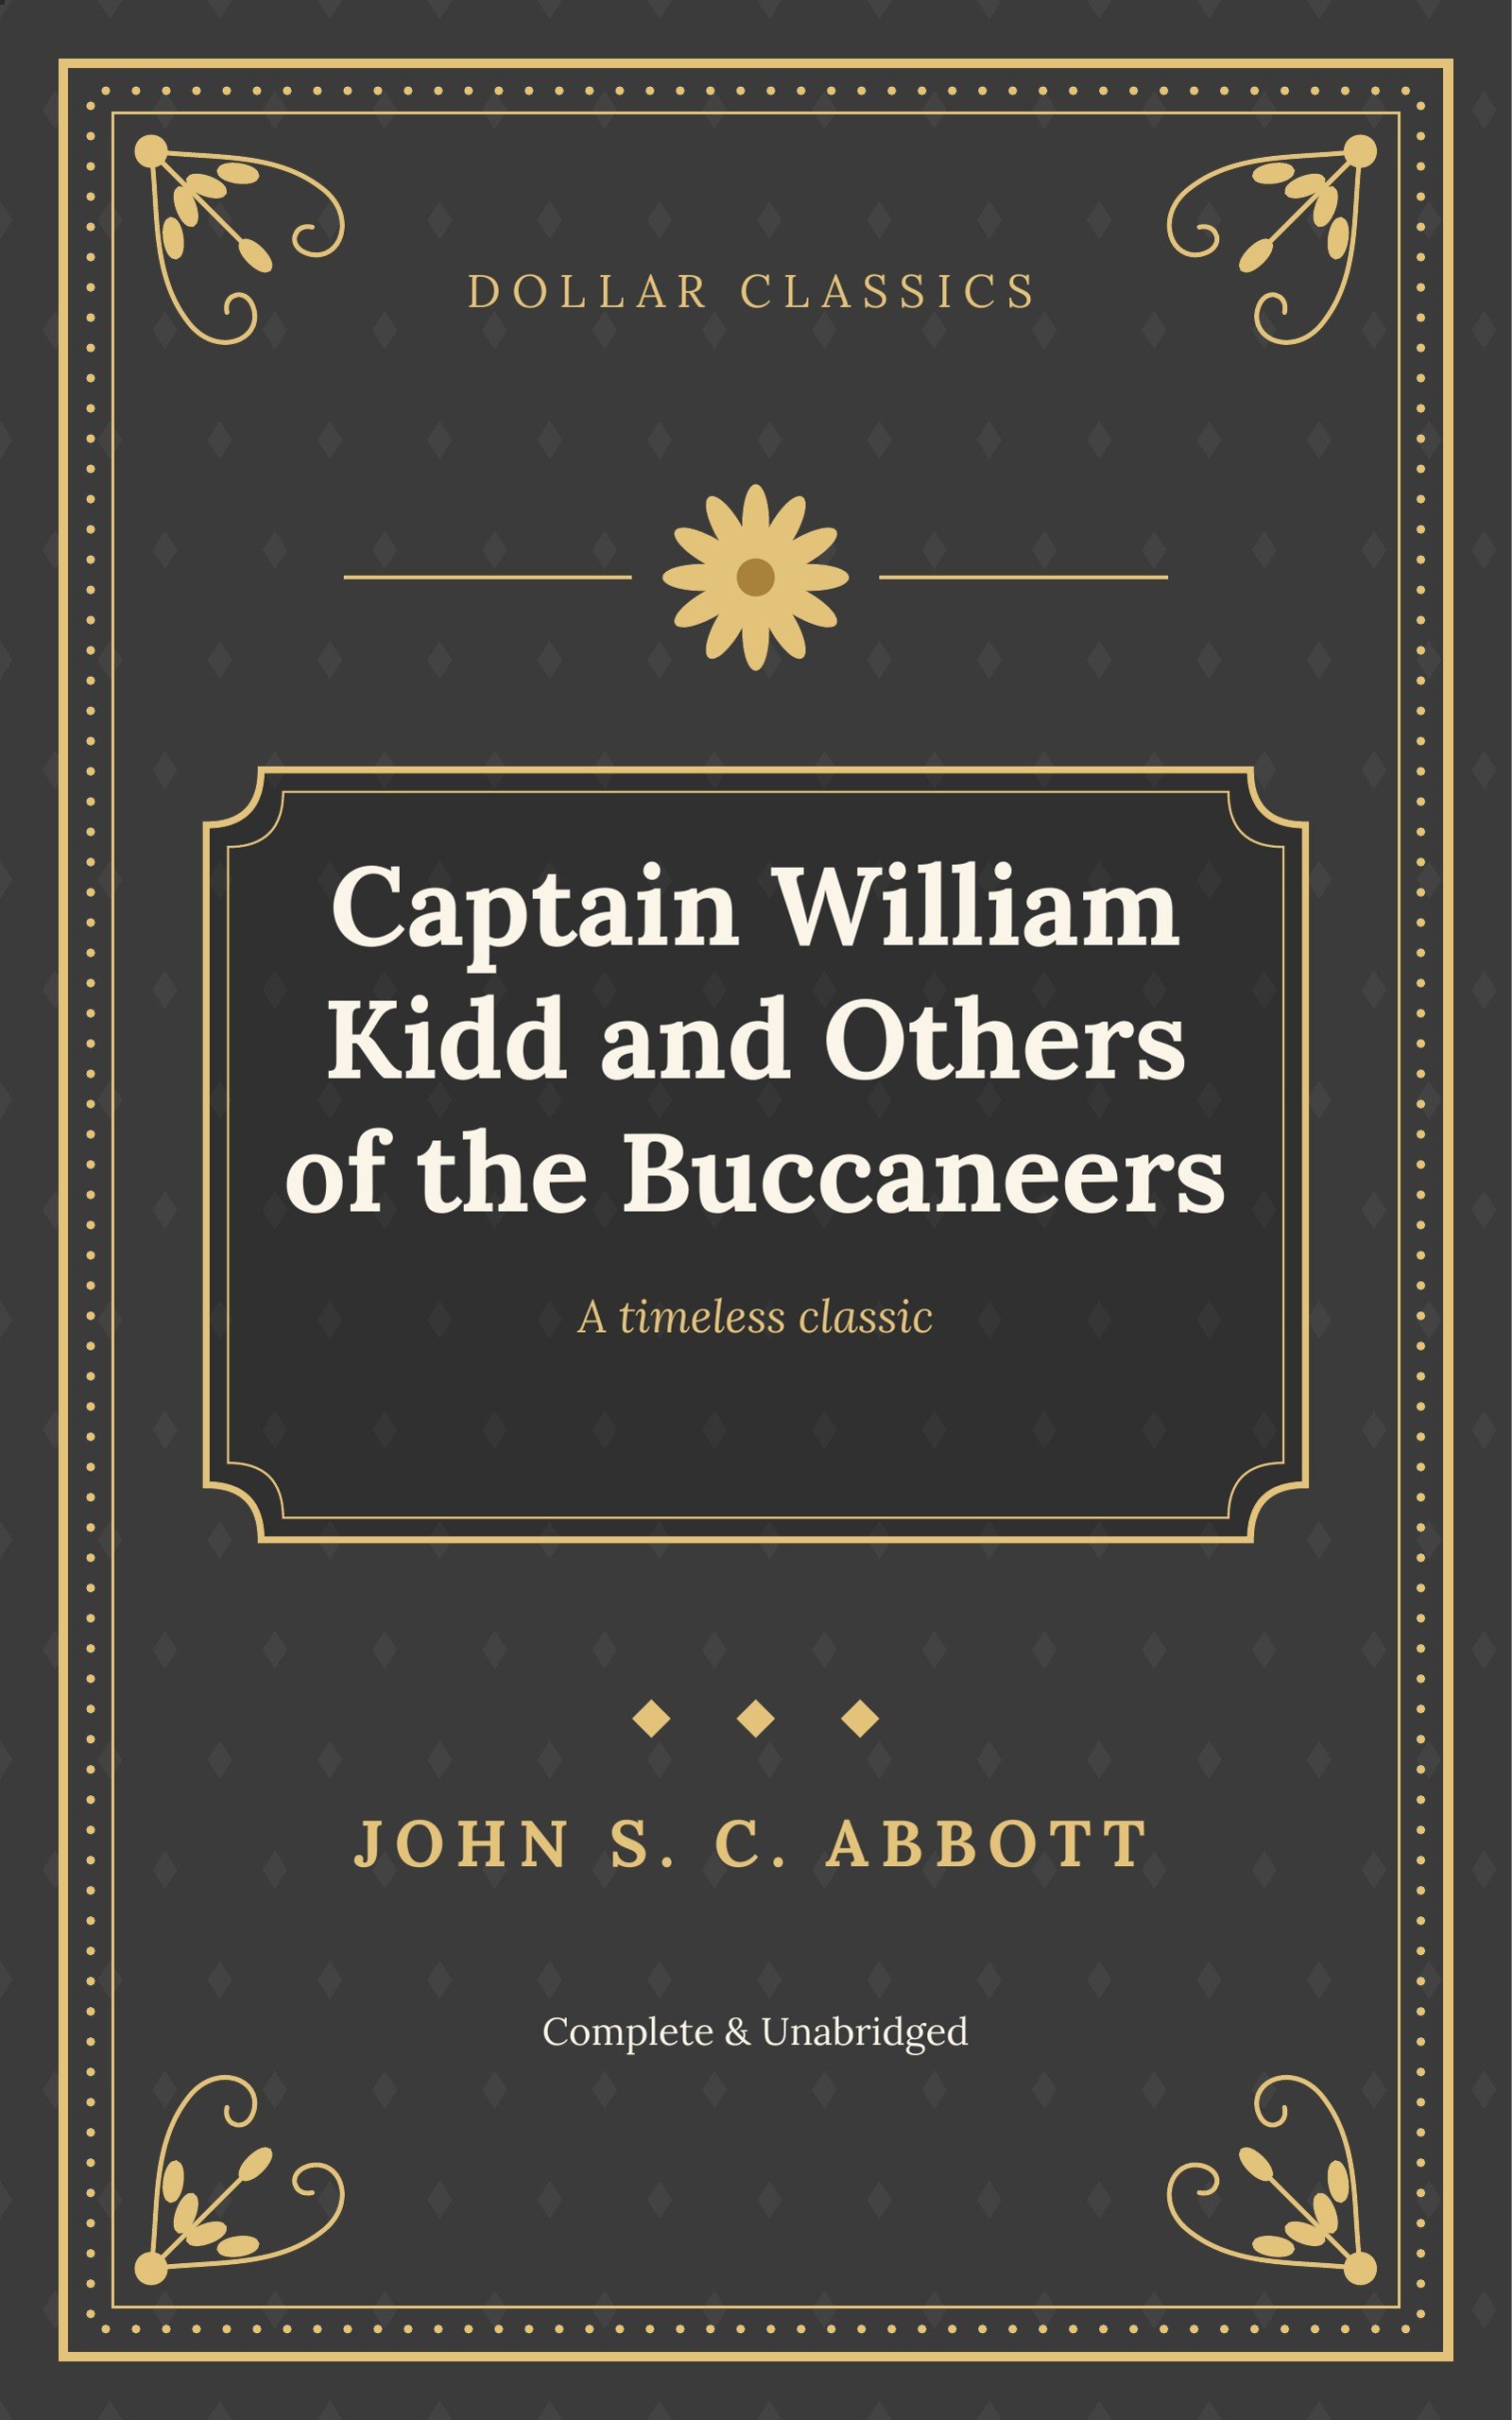 DOLLAR CLASSICS
Captain William
Kidd and Others
of the Buccaneers
A timeless classic
JOHN S. C. ABBOTT
Complete & Unabridged